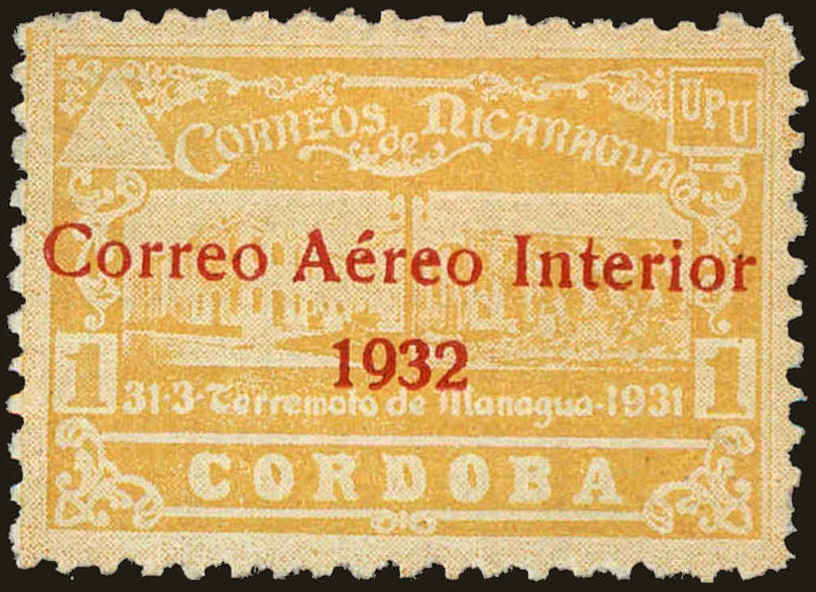 CORREOS de NICARAGUA
UPU
Correo Aéreo Interior
1932
1 1
31-3-Terremoto de Managua-1931
CORDOBA